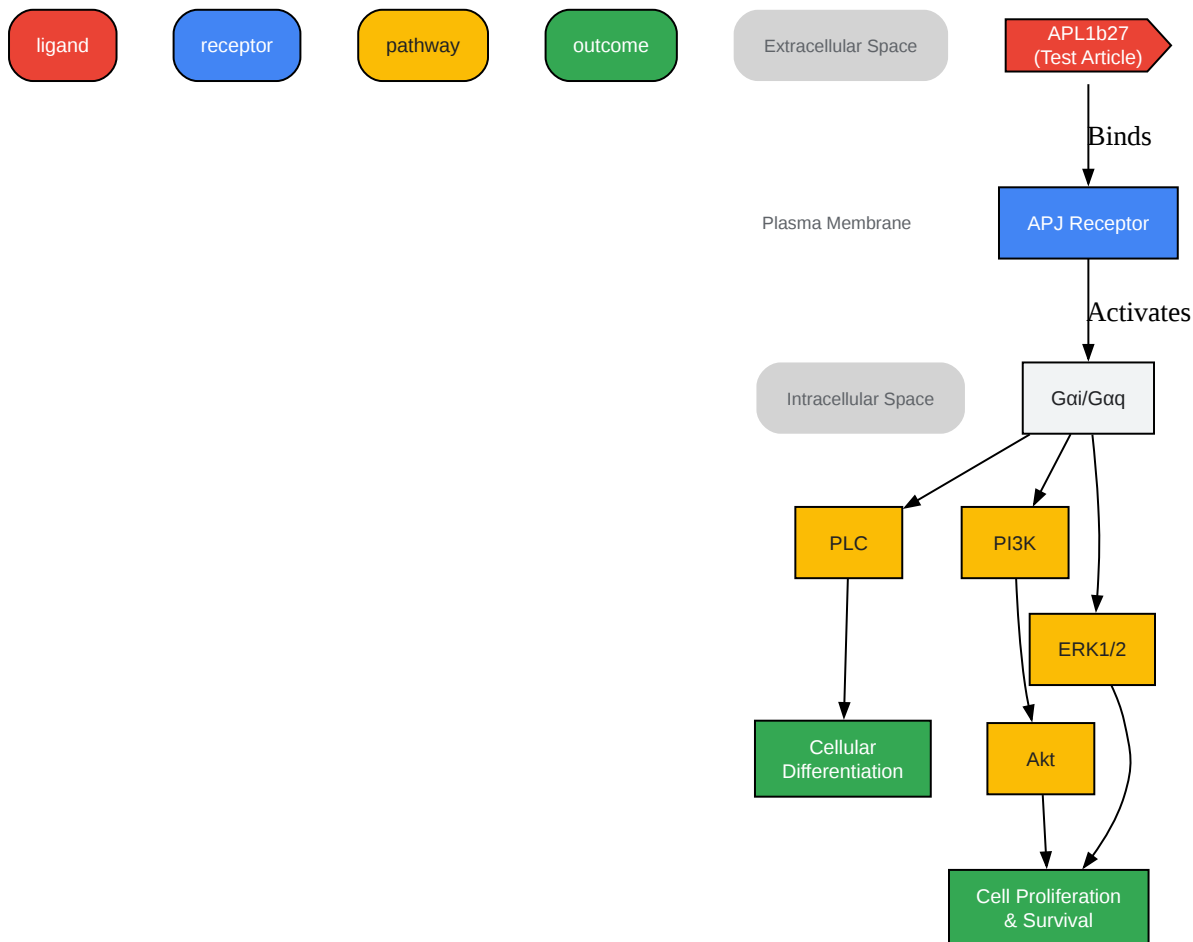 ligand
receptor
pathway
outcome
Extracellular Space
APL1b27
(Test Article)
Binds
Plasma Membrane
APJ Receptor
Activates
Intracellular Space
Gαi/Gαq
PLC
PI3K
ERK1/2
Cellular
Differentiation
Akt
Cell Proliferation
& Survival